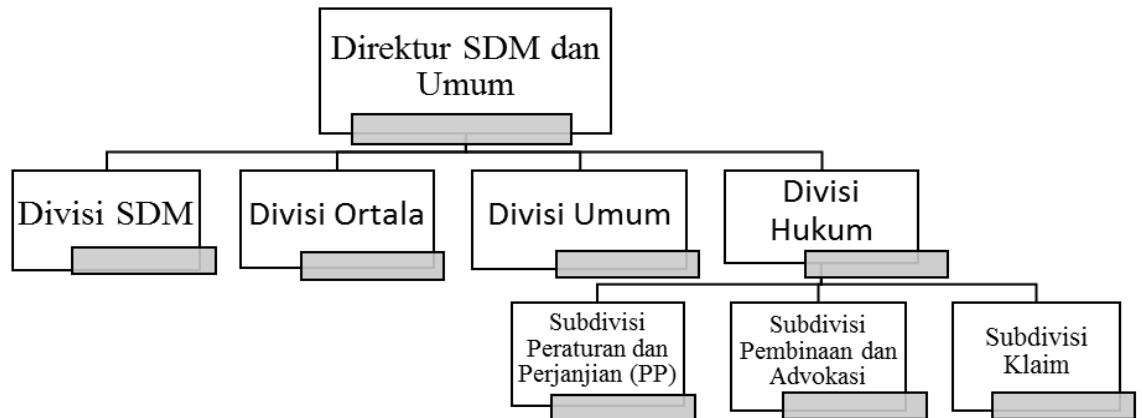 Direktur SDM dan
Umum
Divisi SDM
Divisi Ortala
Divisi Umum
Divisi
Hukum
Subdivisi
Peraturan dan
Perjanjian (PP)
Subdivisi
Pembinaan dan
Advokasi
Subdivisi
Klaim